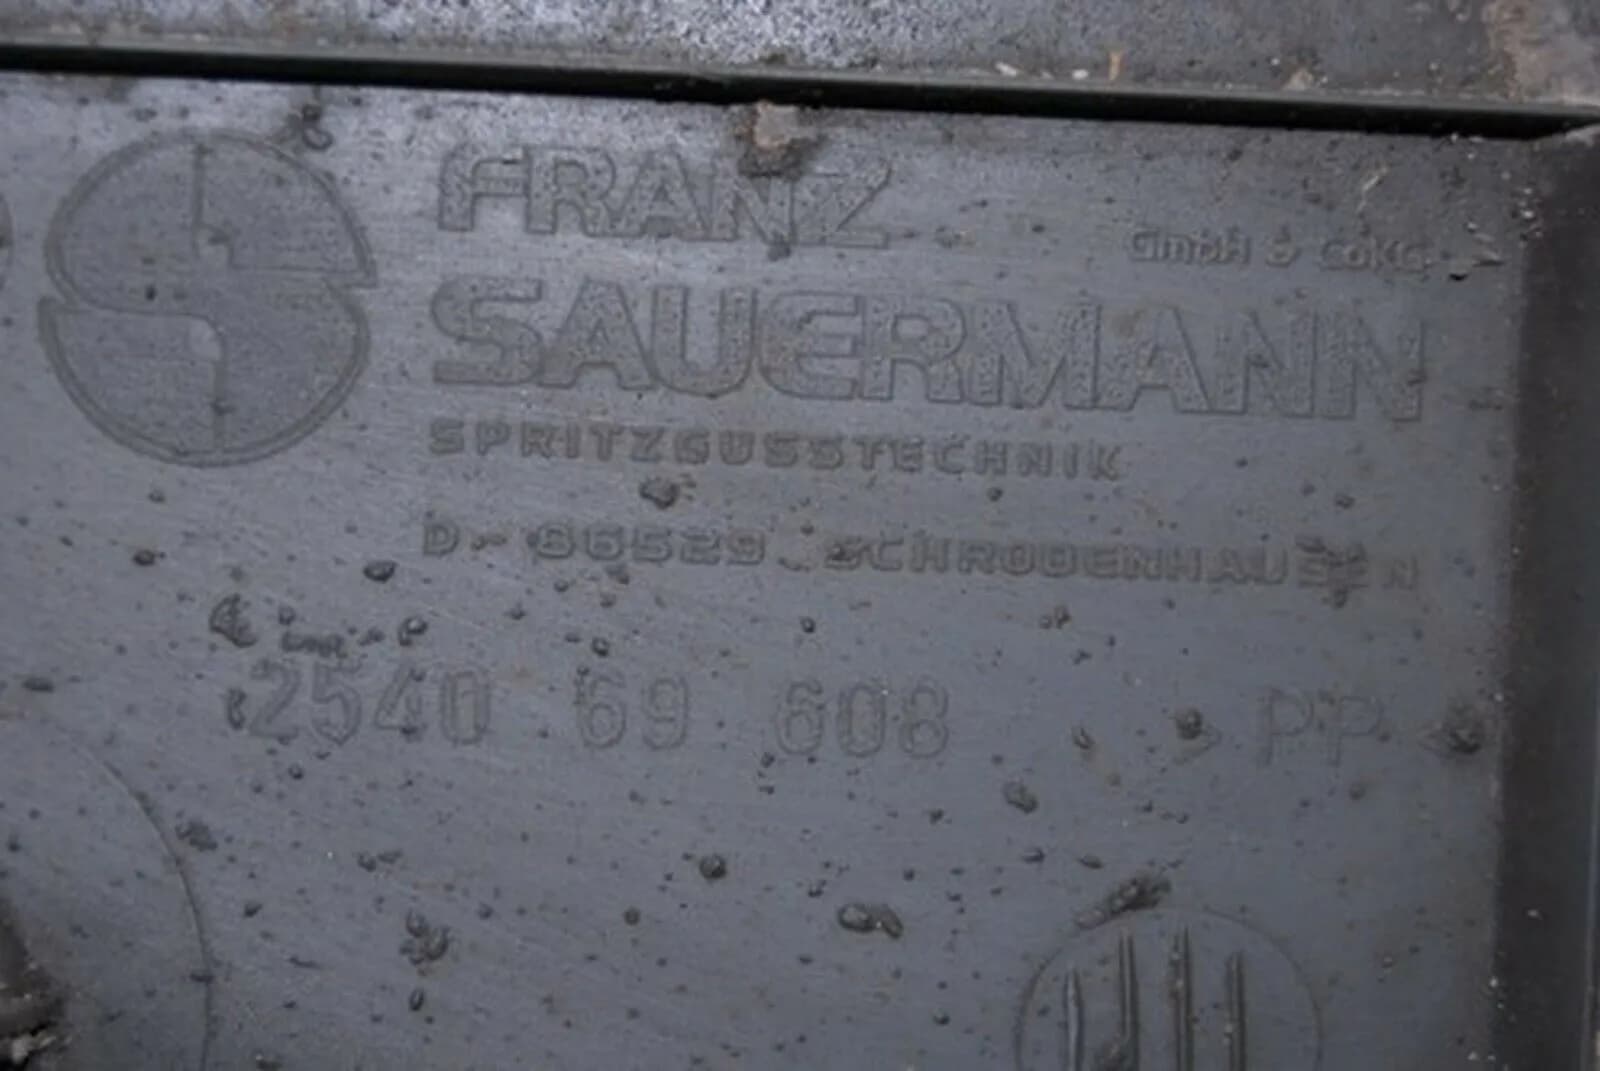 FRANZ
GmbH & CoKG
SAUERMANN
SPRITZGUSSTECHNIK
D-86529 SCHROBENHAUSEN
2540 69 608 >PP<